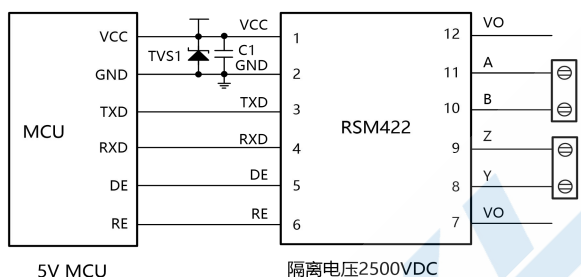 VCC
TVS1
C1
GND
MCU
VCC
GND
TXD
RXD
DE
RE
TXD
RXD
DE
RE
1
2
3
4
5
6
RSM422
12
11
10
9
8
7
VO
A
B
Z
Y
VO
5V MCU
隔离电压2500VDC